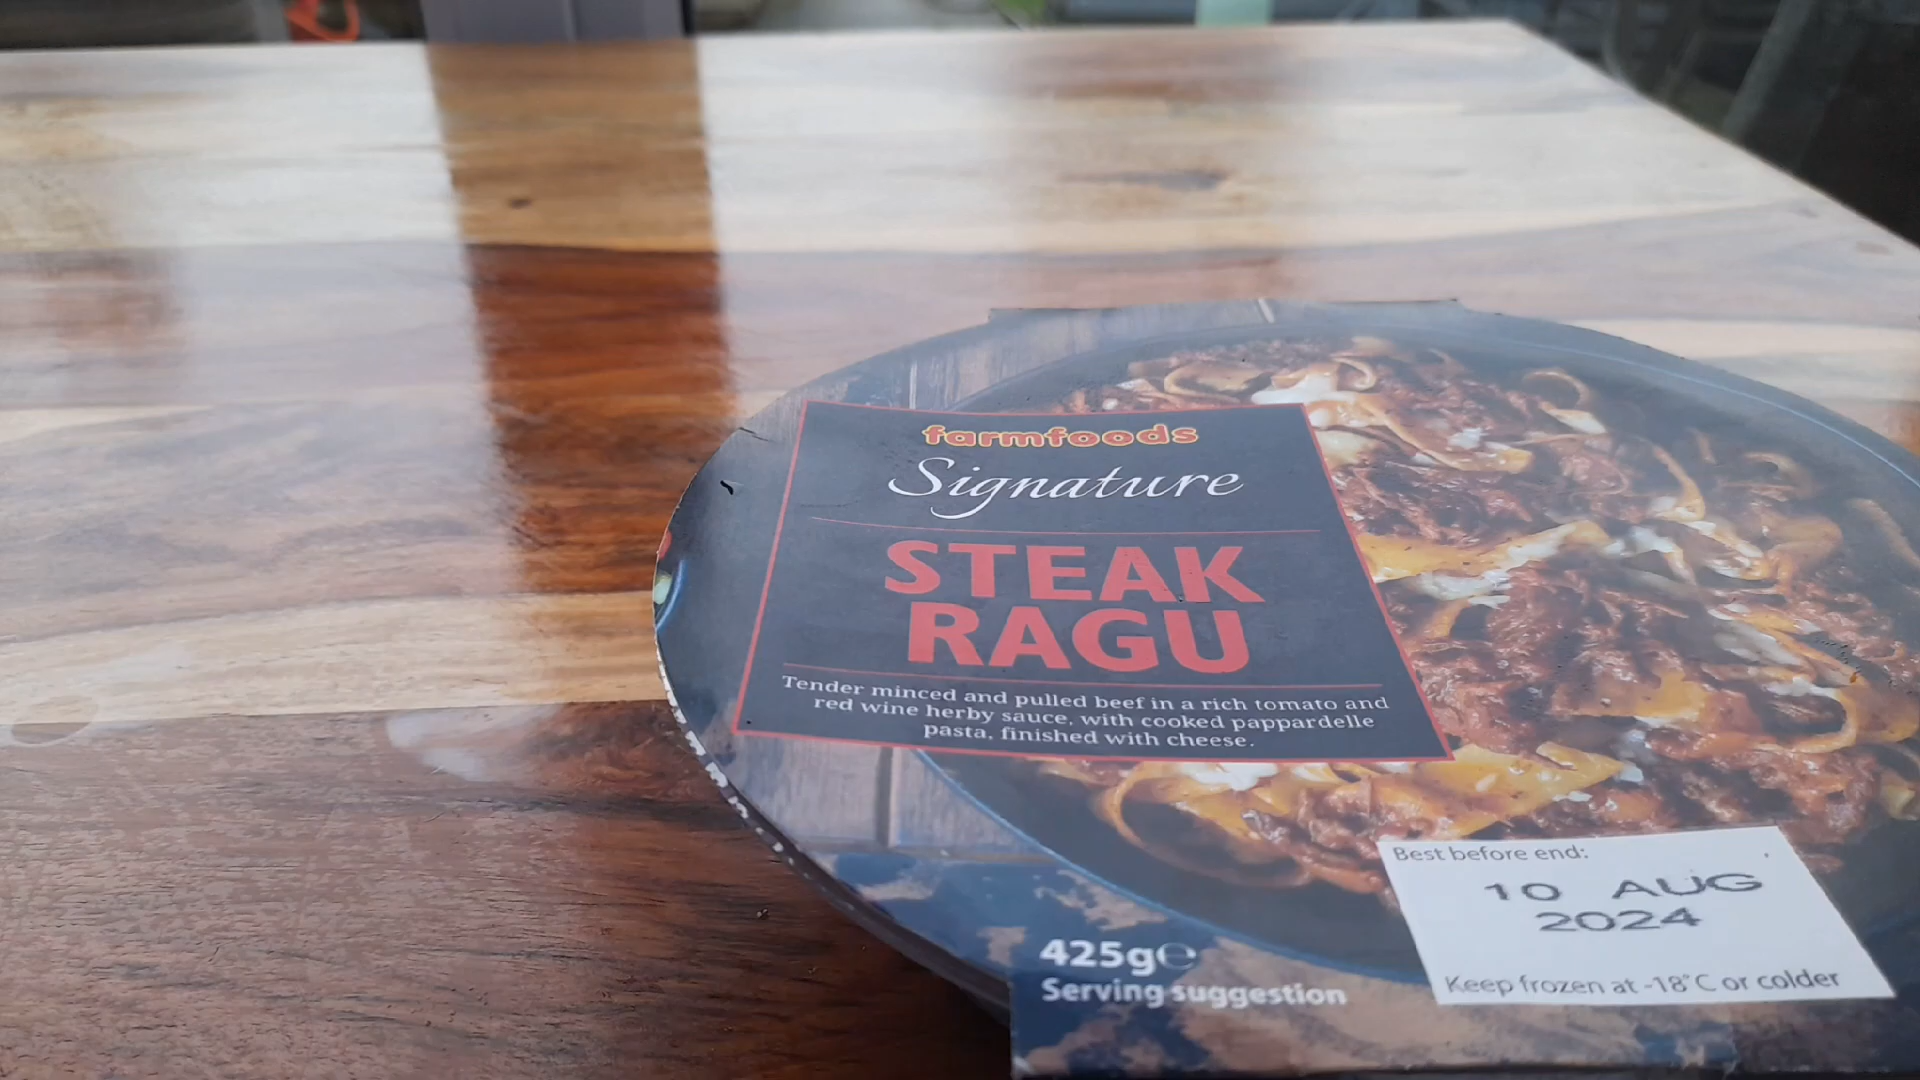 farmfoods
Signature
STEAK
RAGU
Tender minced and pulled beef in a rich tomato and
red wine herby sauce, with cooked pappardelle
pasta, finished with cheese.
Best before end:
10 AUG
2024
Keep frozen at -18°C or colder
425g℮
Serving suggestion